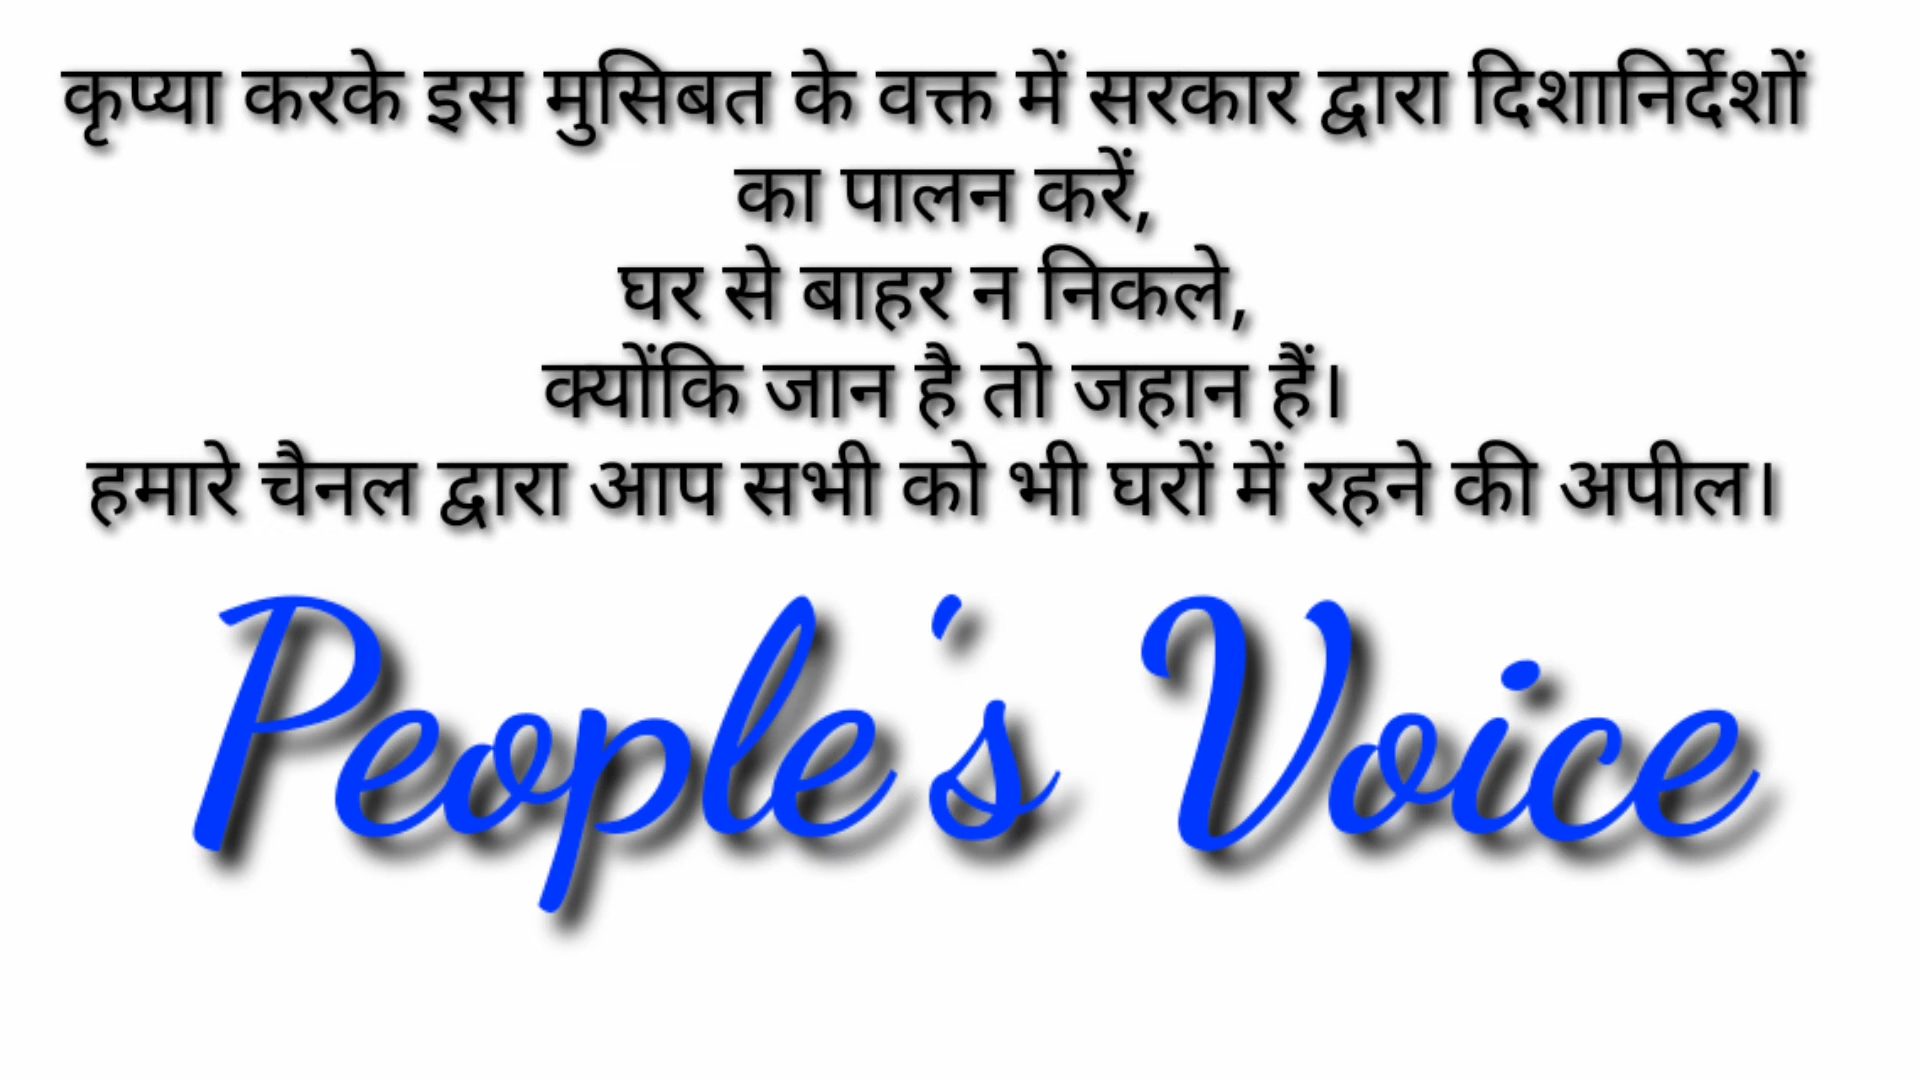 कृप्या करके इस मुसिबत के वक्त में सरकार द्वारा दिशानिर्देशों
का पालन करें,
घर से बाहर न निकले,
क्योंकि जान है तो जहान हैं।
हमारे चैनल द्वारा आप सभी को भी घरों में रहने की अपील।
People's Voice